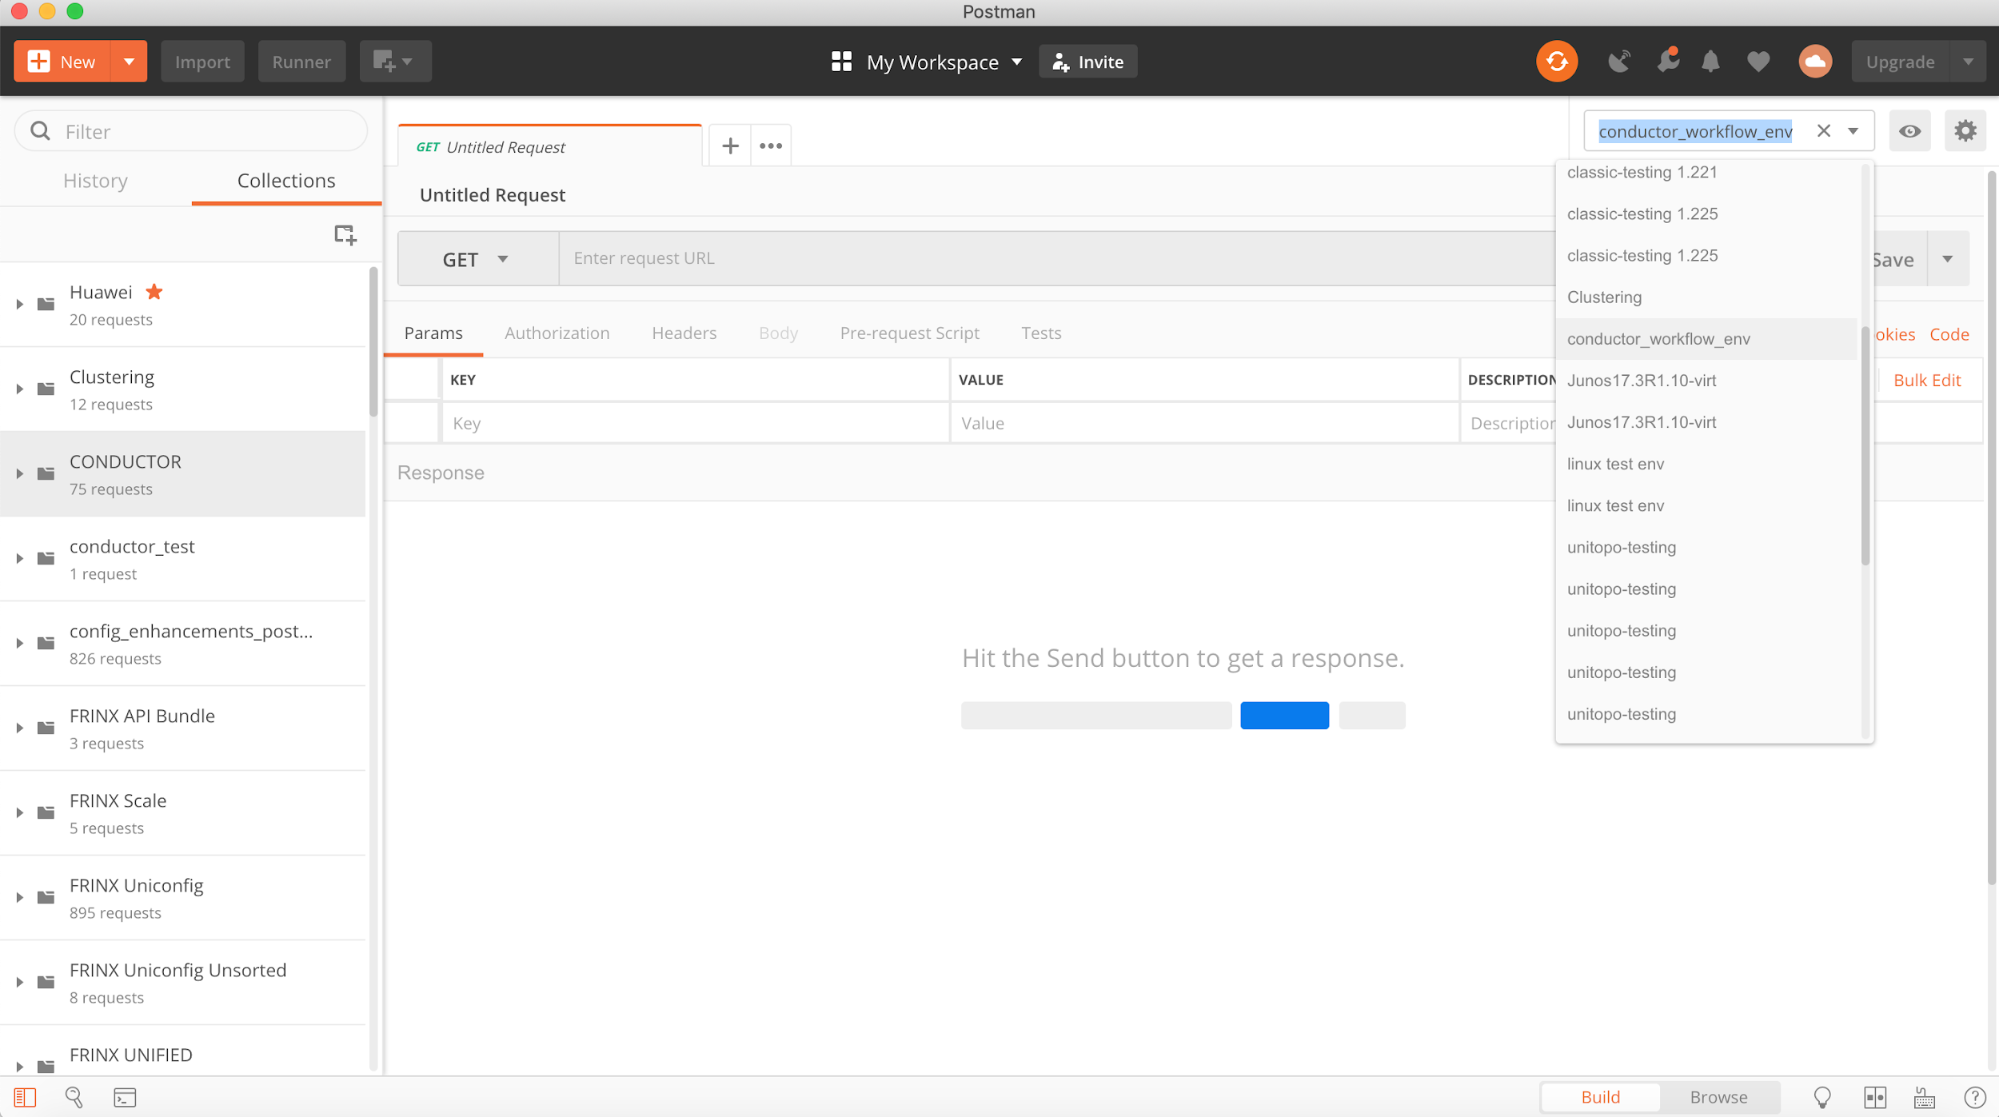 Postman
New
Import
Runner
My Workspace
Invite
Upgrade
Filter
History
Collections
Huawei
20 requests
Clustering
12 requests
CONDUCTOR
75 requests
conductor_test
1 request
config_enhancements_post...
826 requests
FRINX API Bundle
3 requests
FRINX Scale
5 requests
FRINX Uniconfig
895 requests
FRINX Uniconfig Unsorted
8 requests
FRINX UNIFIED
GET Untitled Request
Untitled Request
GET
Enter request URL
Save
Params
Authorization
Headers
Body
Pre-request Script
Tests
okies
Code
KEY
VALUE
DESCRIPTION
Bulk Edit
Key
Value
Description
Response
Hit the Send button to get a response.
conductor_workflow_env
classic-testing 1.221
classic-testing 1.225
classic-testing 1.225
Clustering
conductor_workflow_env
Junos17.3R1.10-virt
Junos17.3R1.10-virt
linux test env
linux test env
unitopo-testing
unitopo-testing
unitopo-testing
unitopo-testing
unitopo-testing
Build
Browse